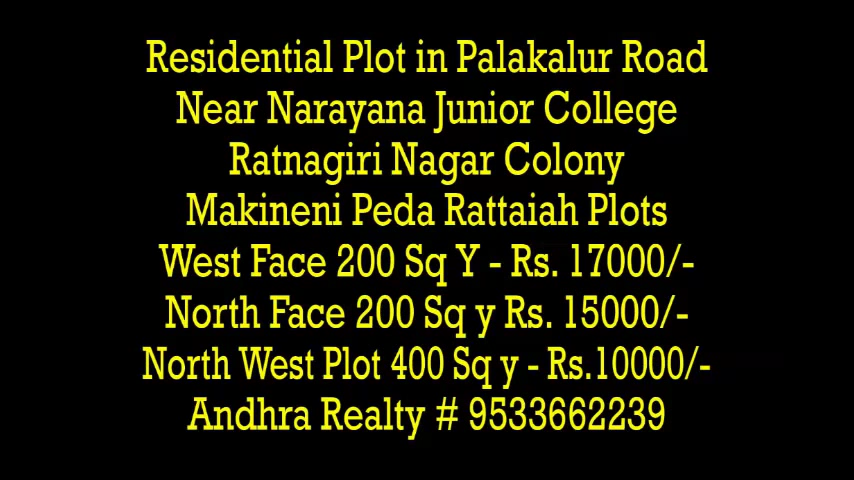 Residential Plot in Palakalur Road
Near Narayana Junior College
Ratnagiri Nagar Colony
Makineni Peda Rattaiah Plots
West Face 200 Sq Y - Rs. 17000/-
North Face 200 Sq y Rs. 15000/-
North West Plot 400 Sq y - Rs.10000/-
Andhra Realty # 9533662239